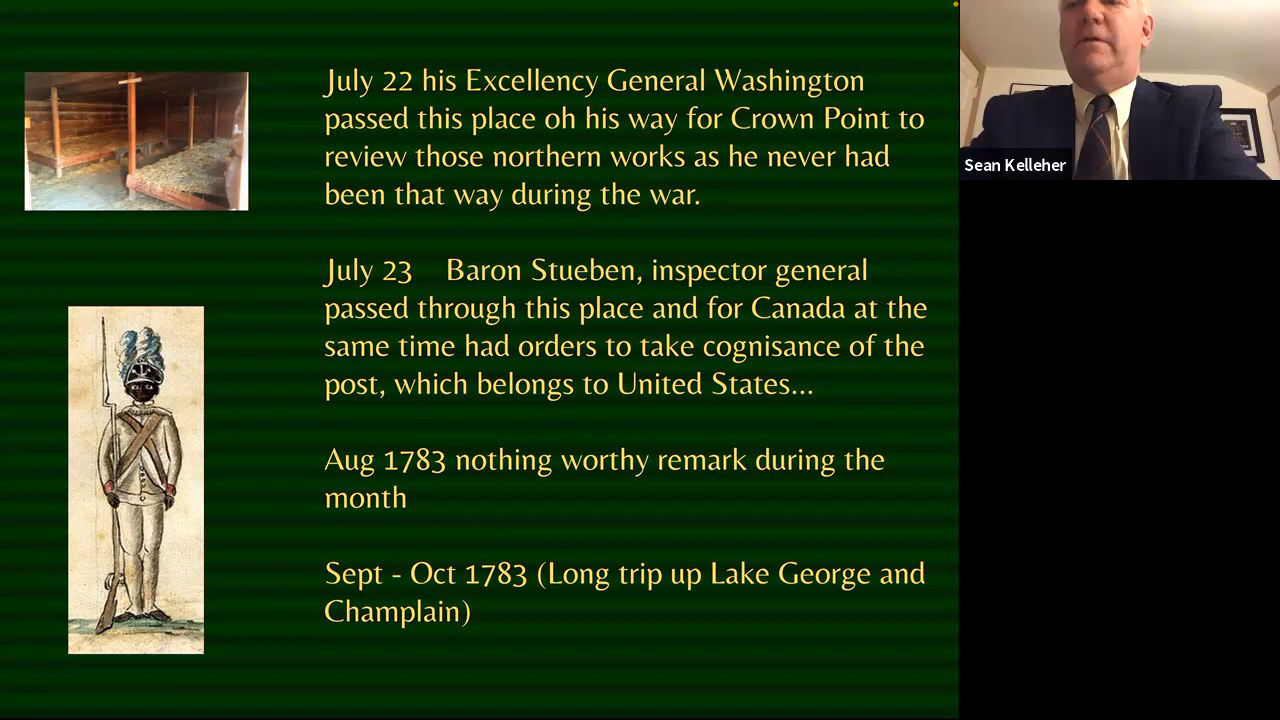 July 22 his Excellency General Washington
passed this place oh his way for Crown Point to
review those northern works as he never had
been that way during the war.
July 23 Baron Stueben, inspector general
passed through this place and for Canada at the
same time had orders to take cognisance of the
post, which belongs to United States...
Aug 1783 nothing worthy remark during the
month
Sept - Oct 1783 (Long trip up Lake George and
Champlain)
Sean Kelleher